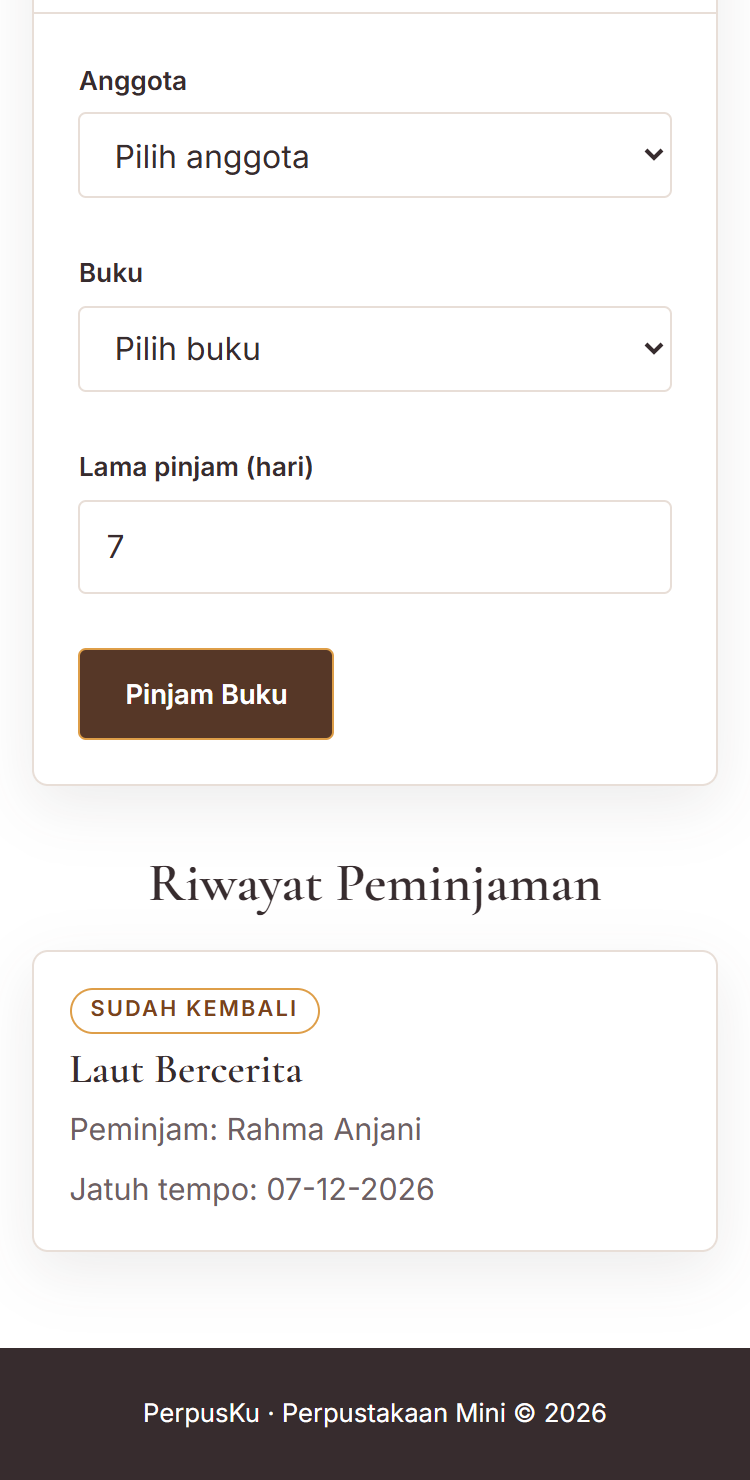 Anggota
Pilih anggota
Buku
Pilih buku
Lama pinjam (hari)
7
Pinjam Buku
Riwayat Peminjaman
SUDAH KEMBALI
Laut Bercerita
Peminjam: Rahma Anjani
Jatuh tempo: 07-12-2026
PerpusKu · Perpustakaan Mini © 2026